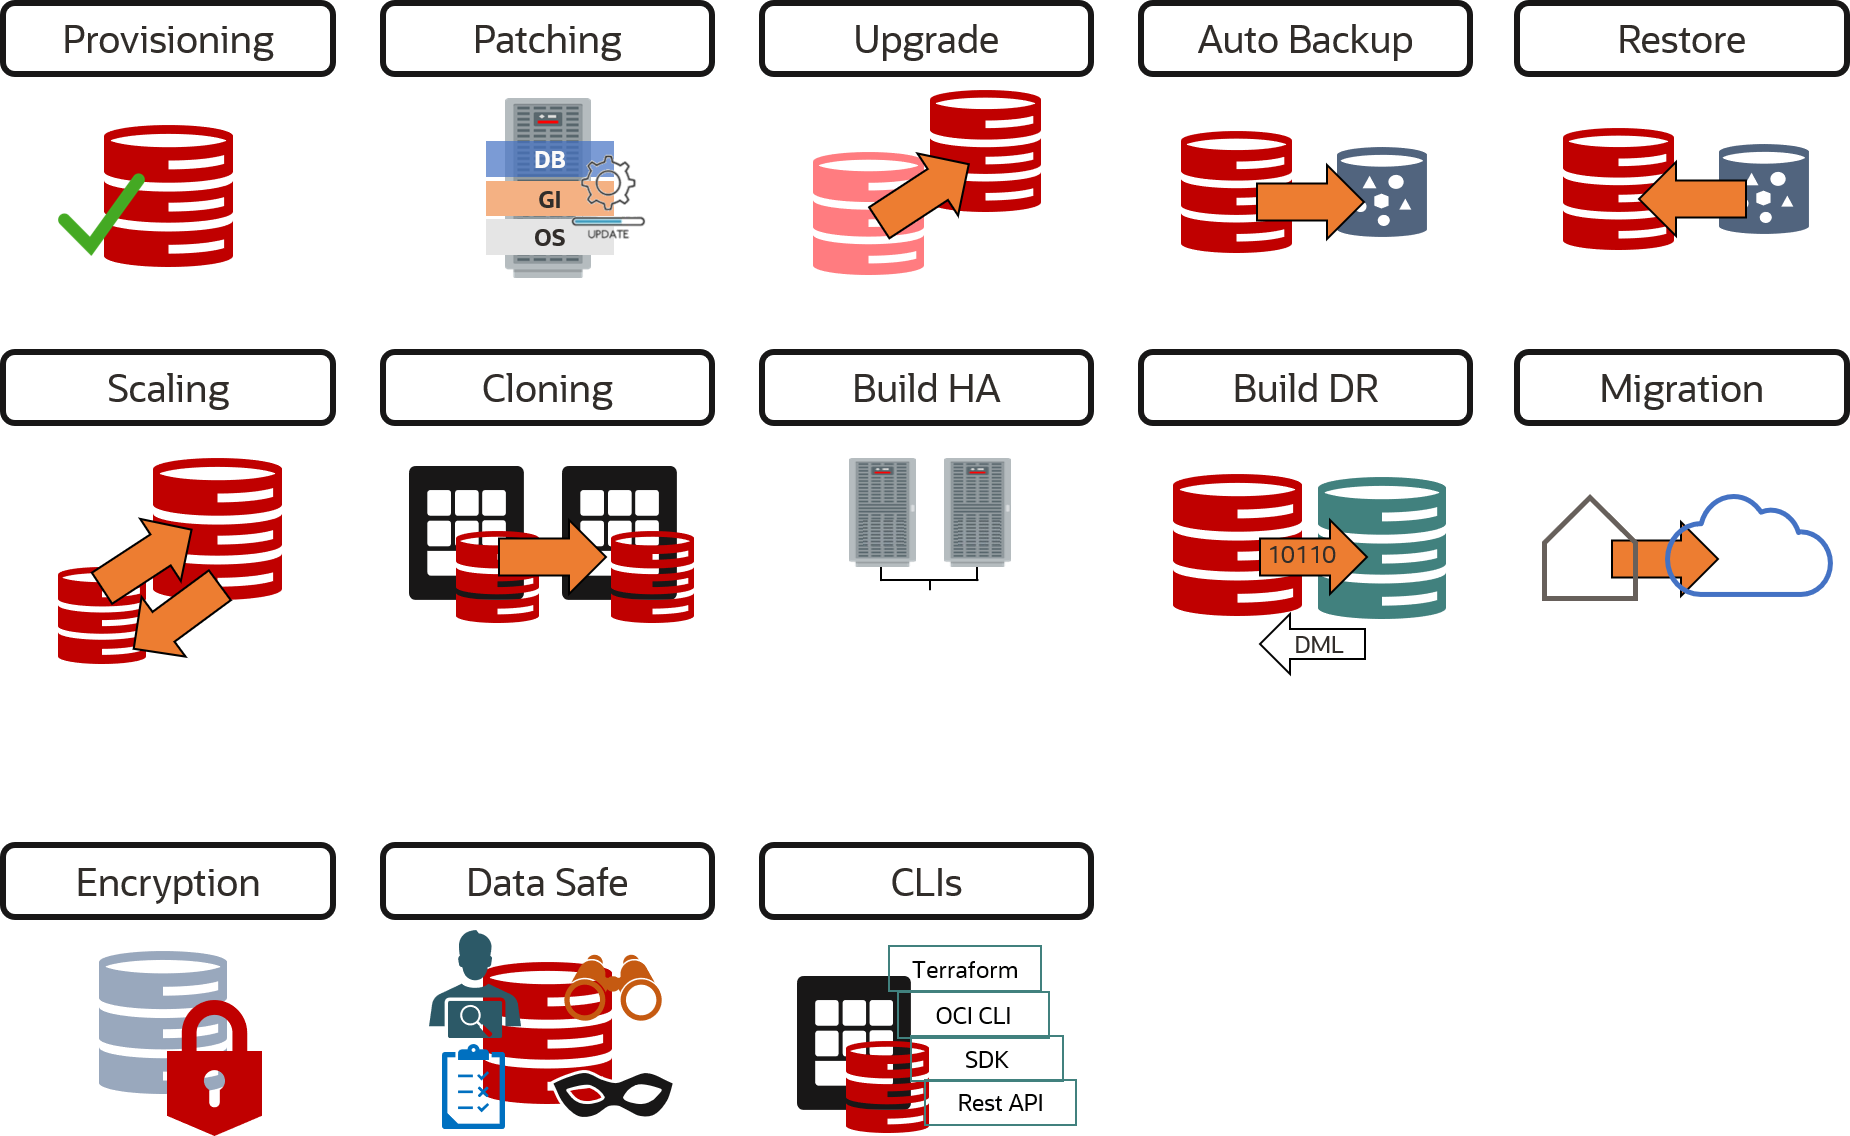 Provisioning
Patching
Upgrade
Auto Backup
Restore
DB
GI
OS
UPDATE
Scaling
Cloning
Build HA
Build DR
Migration
10110
DML
Encryption
Data Safe
CLIs
Terraform
OCI CLI
SDK
Rest API